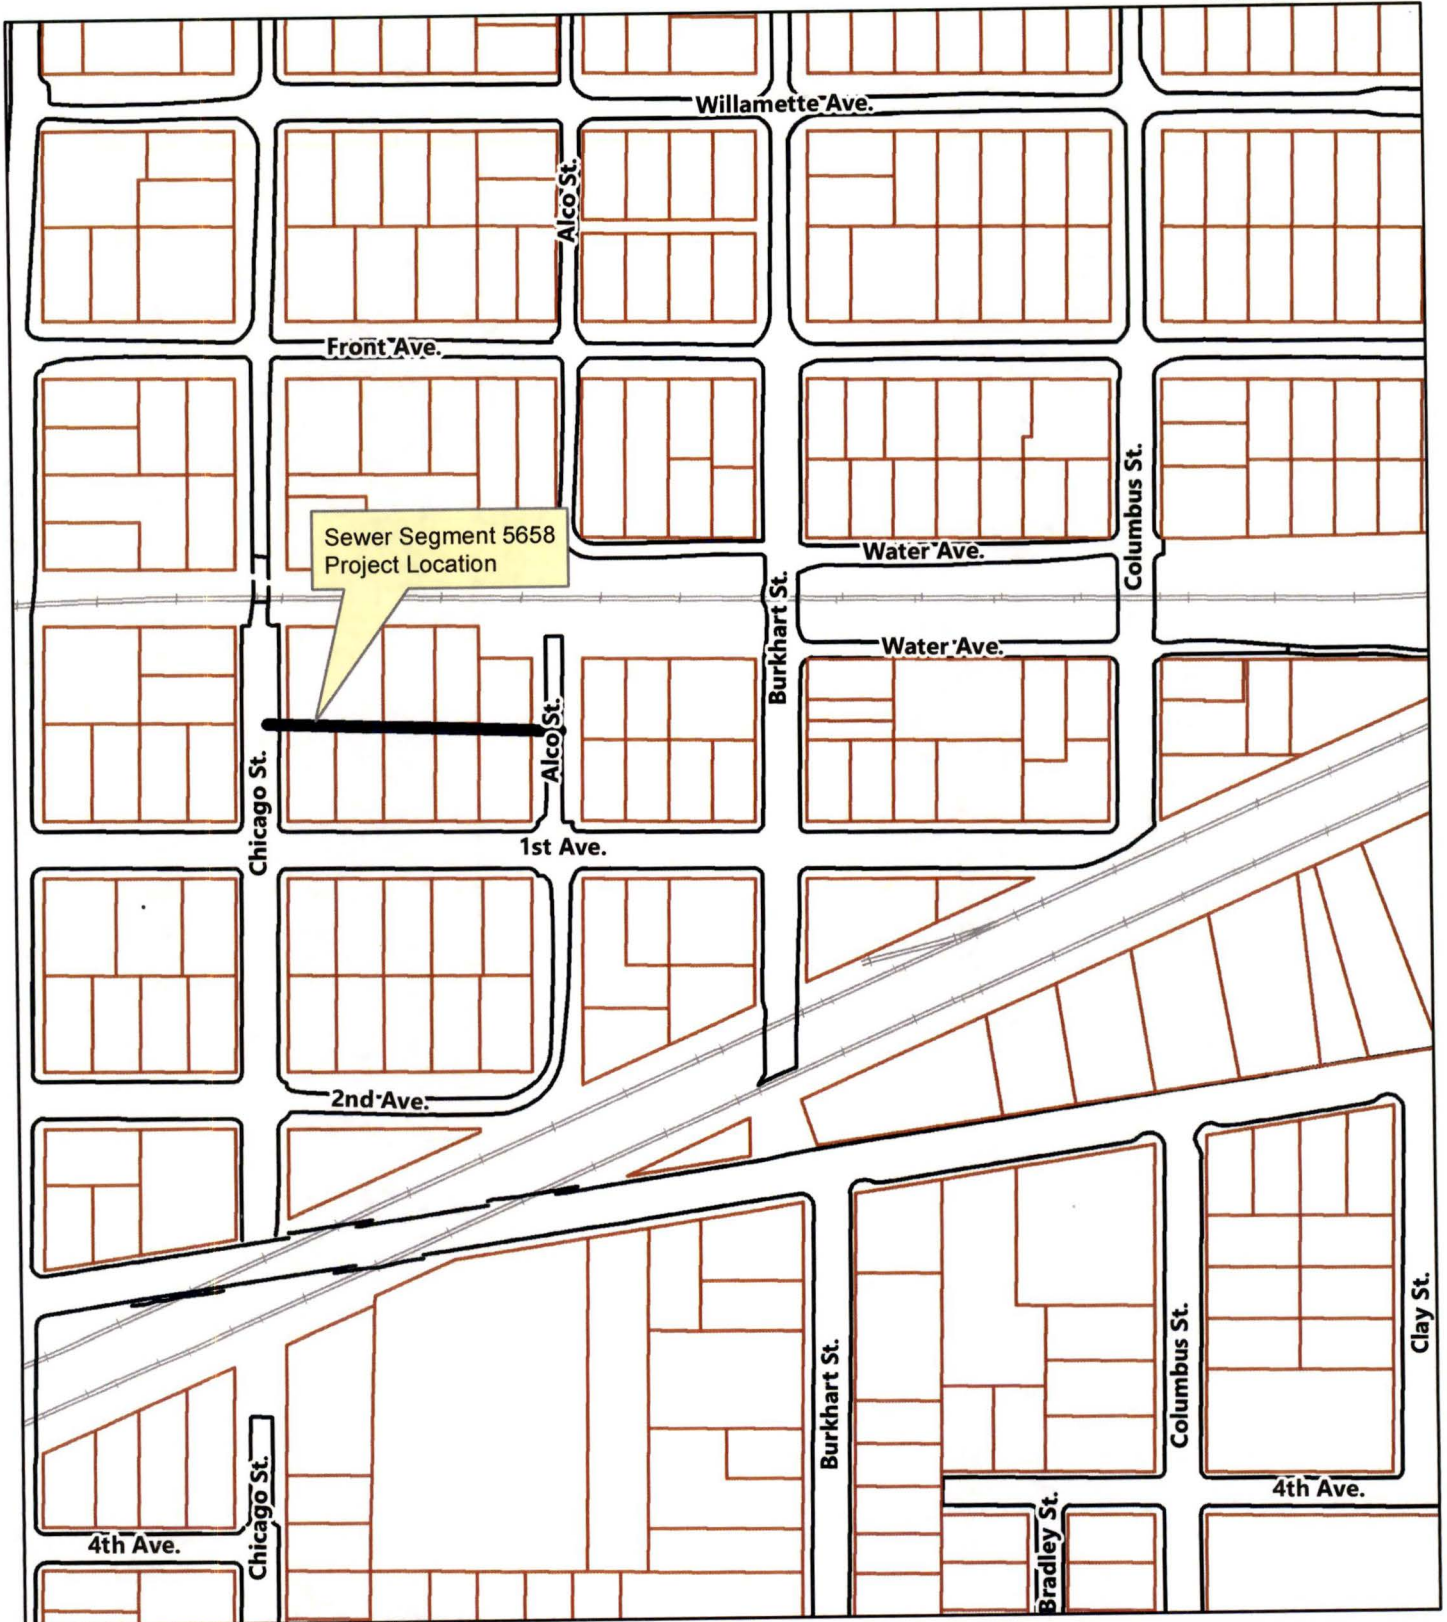 Willamette Ave.
Alco St.
Front Ave.
Columbus St.
Sewer Segment 5658
Project Location
Water Ave.
Burkhart St.
Water Ave.
Alco St.
Chicago St.
1st Ave.
2nd Ave.
Clay St.
Columbus St.
Burkhart St.
Chicago St.
4th Ave.
Bradley St.
4th Ave.